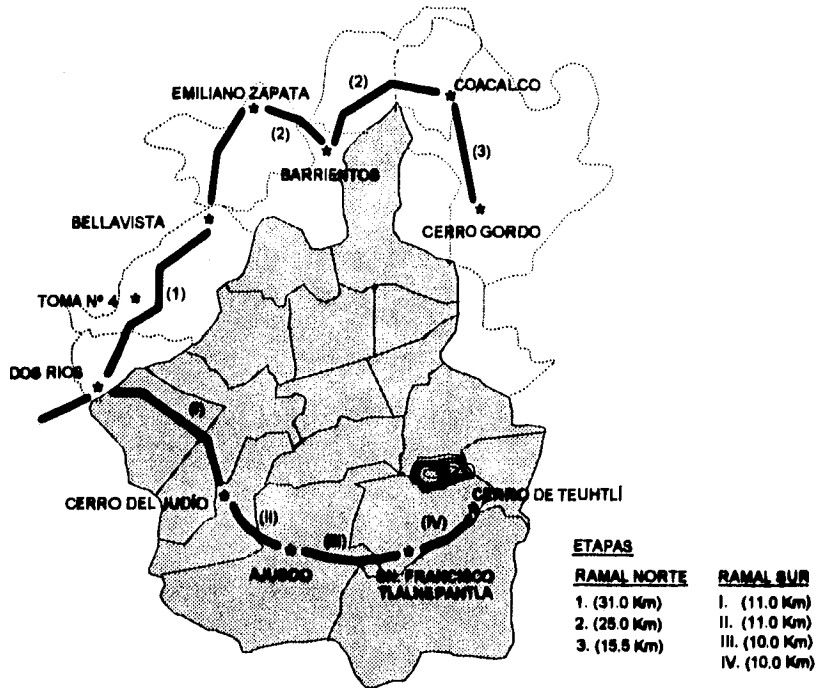 (2)
COACALCO
EMILIANO ZAPATA
(2)
(3)
BARRIENTOS
BELLAVISTA
CERRO GORDO
TOMA Nº 4
(1)
DOS RIOS
(I)
CERRO DEL JUDÍO
CERRO DE TEUHTLÍ
(II)
(III)
(IV)
AJUSCO
SN. FRANCISCO
TLALNEPANTLA
ETAPAS
RAMAL NORTE
1. (31.0 Km)
2. (25.0 Km)
3. (15.5 Km)
RAMAL SUR
I. (11.0 Km)
II. (11.0 Km)
III. (10.0 Km)
IV. (10.0 Km)